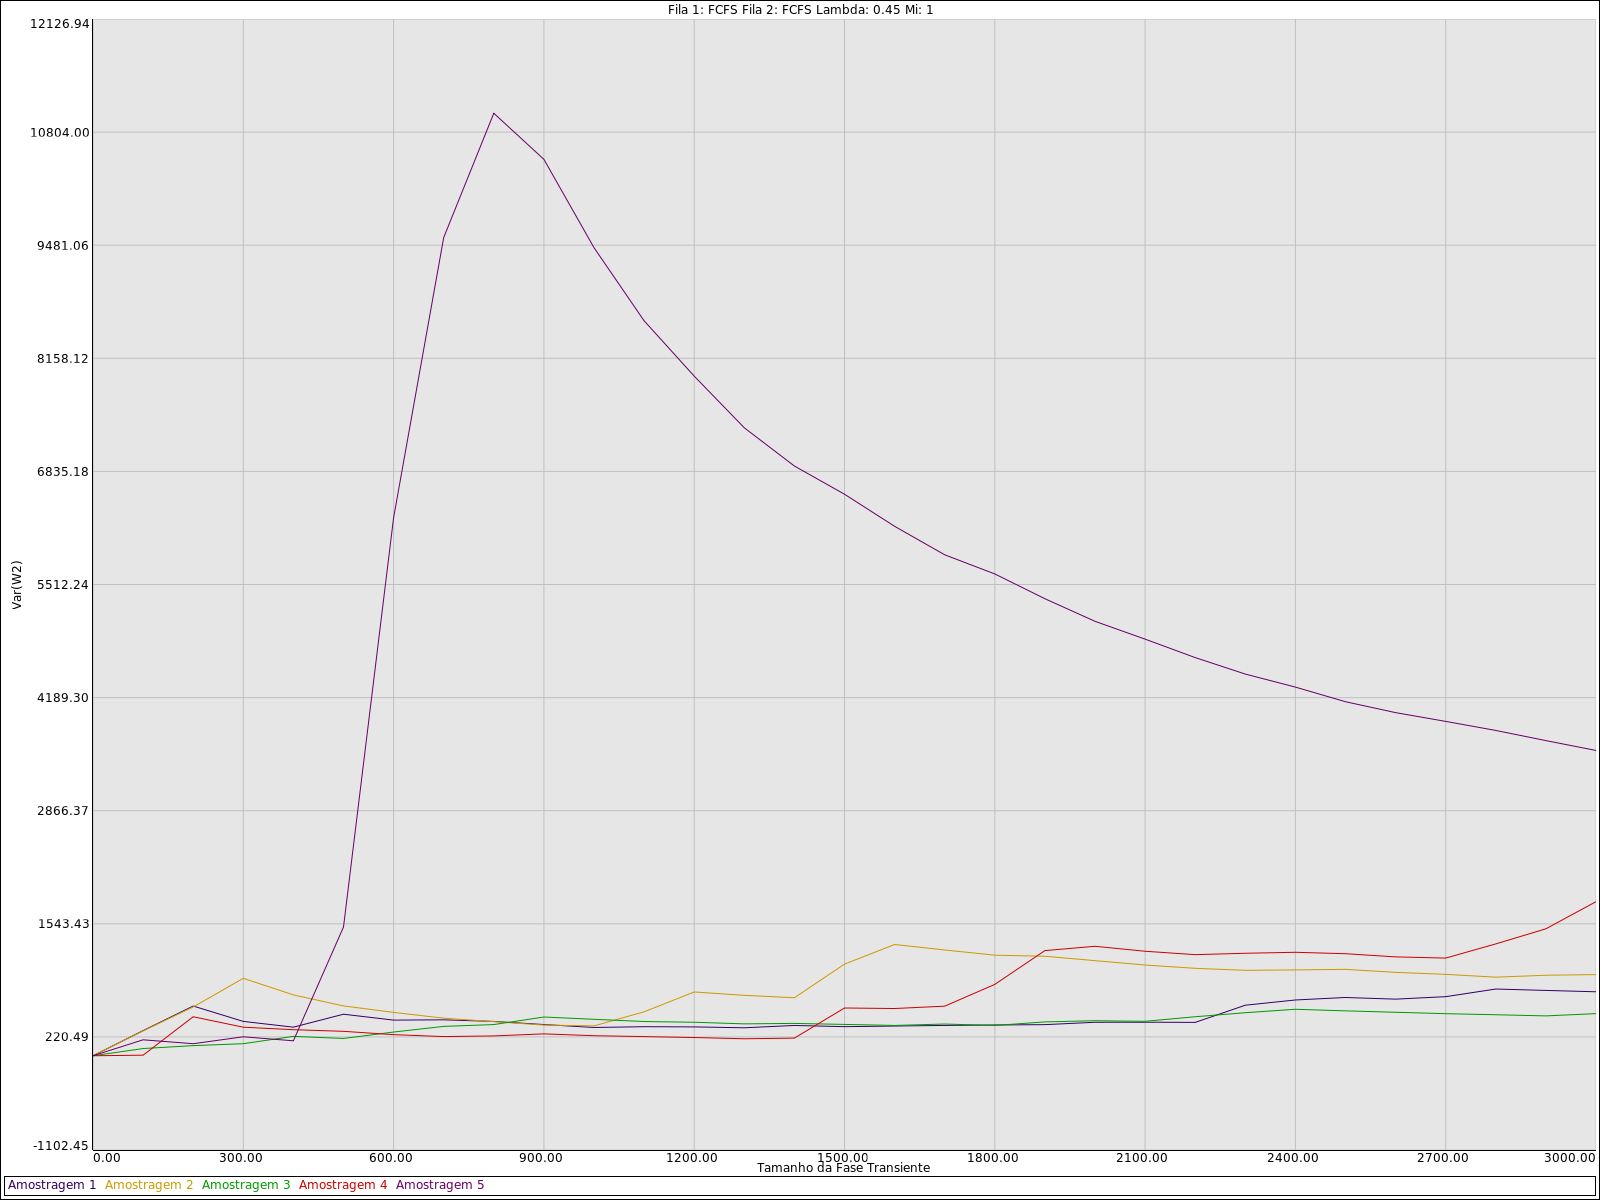 Fila 1: FCFS Fila 2: FCFS Lambda: 0.45 Mi: 1
12126.94
10804.00
9481.06
8158.12
6835.18
5512.24
4189.30
2866.37
1543.43
220.49
-1102.45
Var(W2)
0.00 300.00 600.00 900.00 1200.00 1500.00 1800.00 2100.00 2400.00 2700.00 3000.00
Tamanho da Fase Transiente
Amostragem 1 Amostragem 2 Amostragem 3 Amostragem 4 Amostragem 5